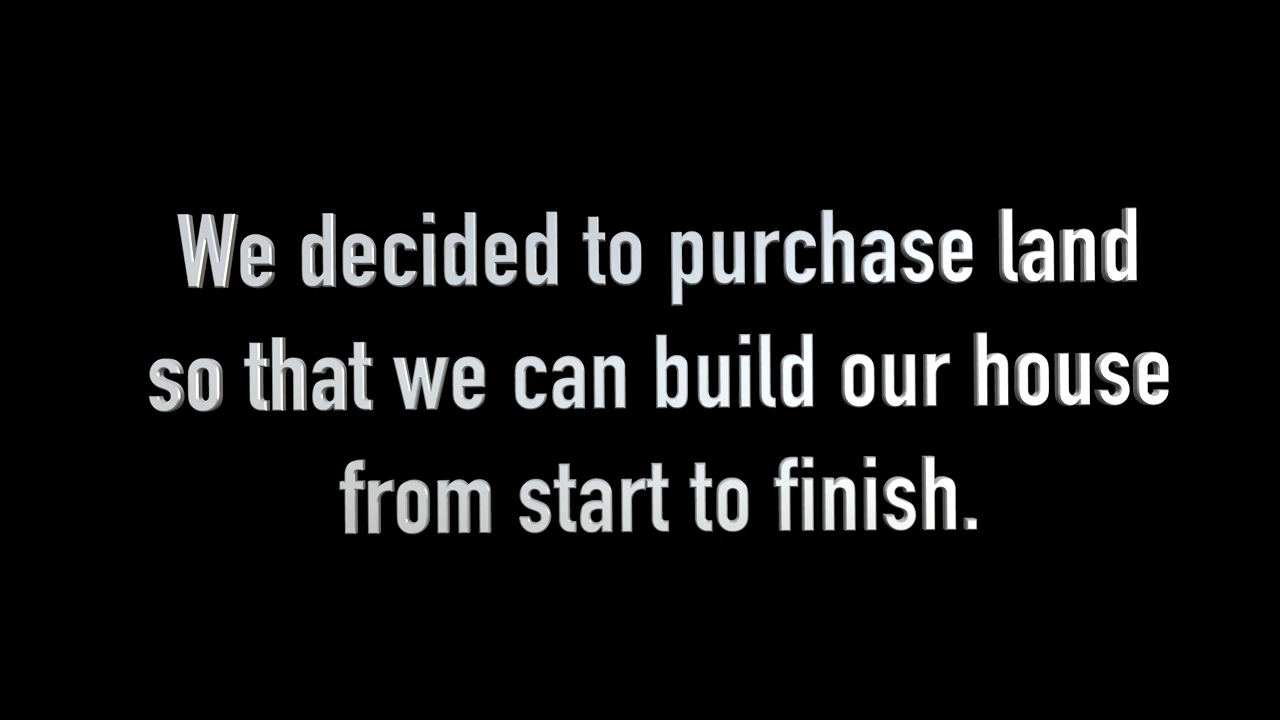 We decided to purchase land
so that we can build our house
from start to finish.